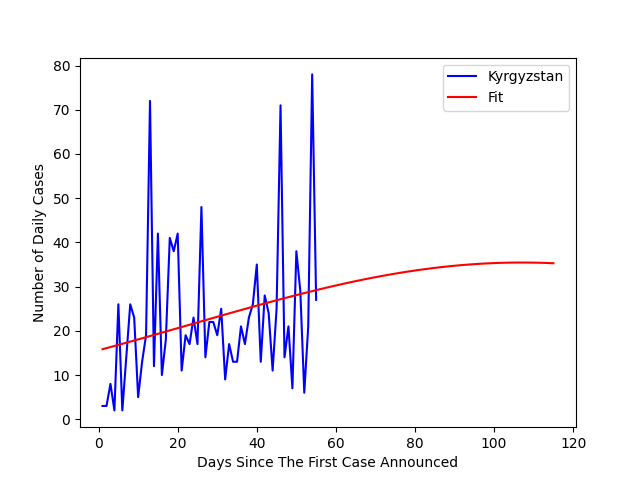 Kyrgyzstan
Fit
80
70
60
50
40
30
20
10
0
Number of Daily Cases
0 20 40 60 80 100 120
Days Since The First Case Announced